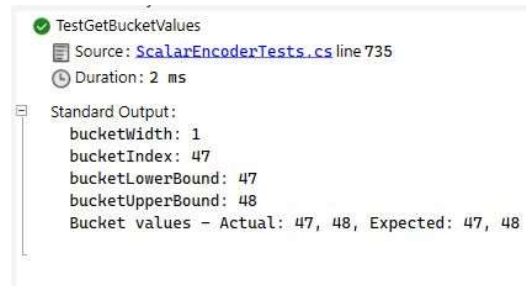 TestGetBucketValues
Source: ScalarEncoderTests.cs line 735
Duration: 2 ms
Standard Output:
bucketWidth: 1
bucketIndex: 47
bucketLowerBound: 47
bucketUpperBound: 48
Bucket values - Actual: 47, 48, Expected: 47, 48